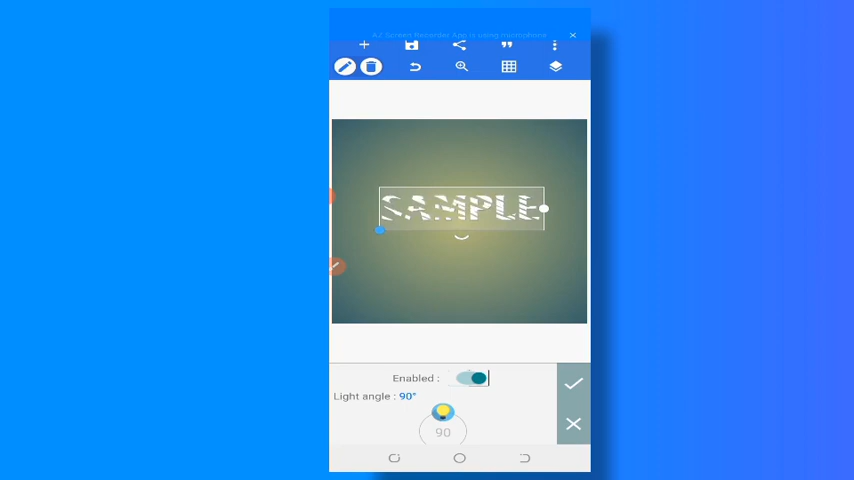 AZ Screen Recorder App is using microphone
SAMPLE
Enabled :
Light angle : 90°
90